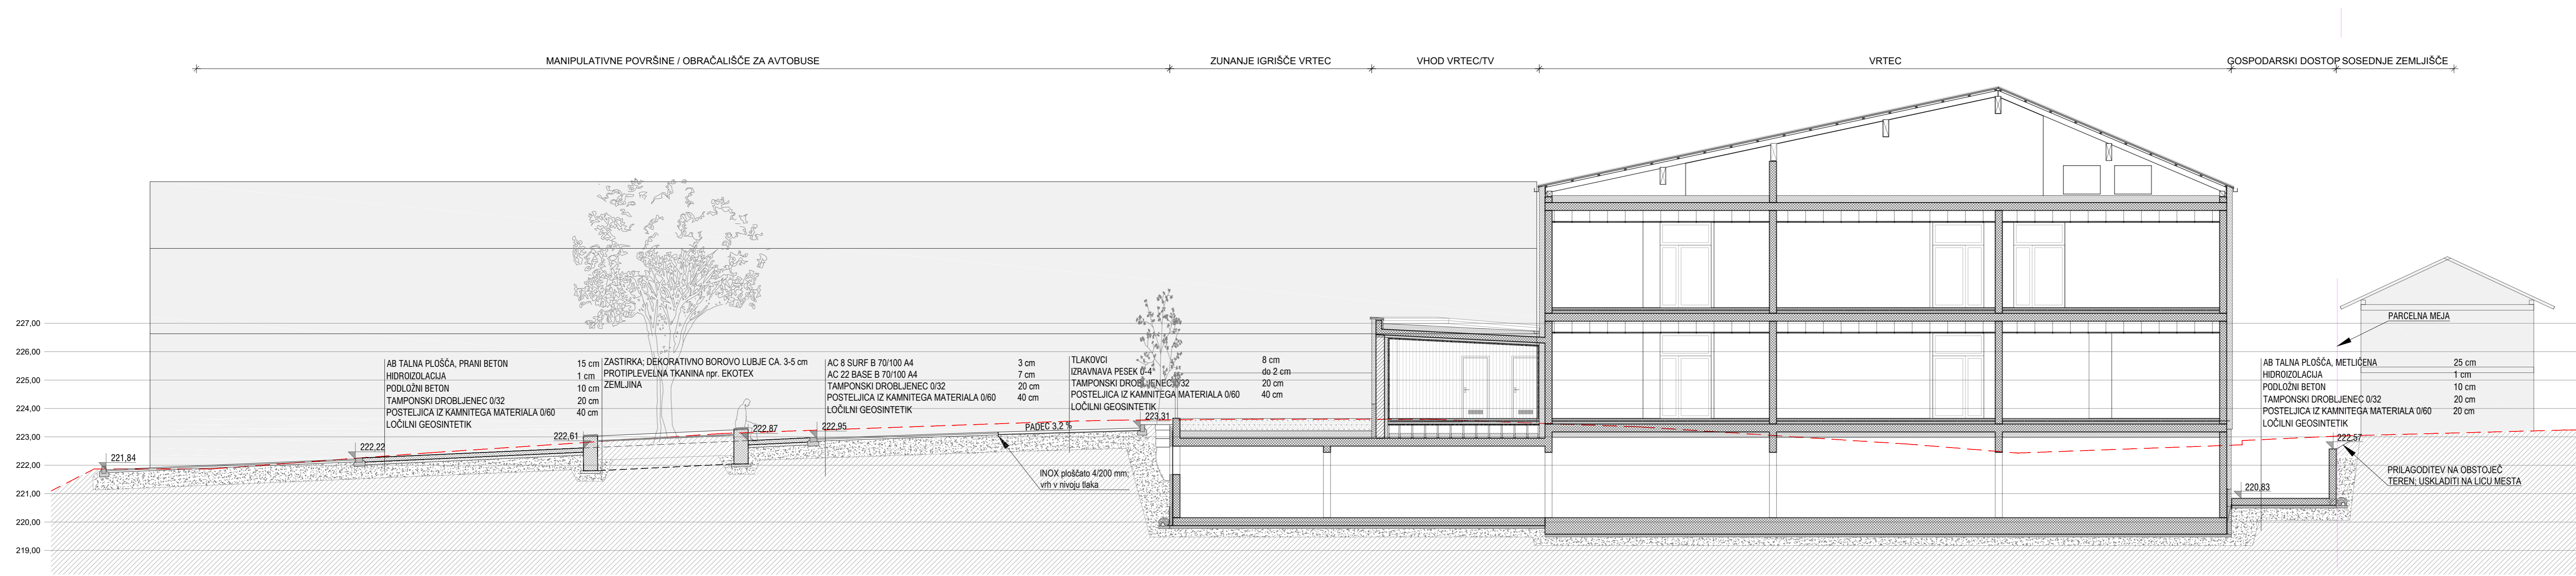 MANIPULATIVNE POVRŠINE / OBRAČALIŠČE ZA AVTOBUSE
ZUNANJE IGRIŠČE VRTEC
VHOD VRTEC/TV
VRTEC
GOSPODARSKI DOSTOP
SOSEDNJE ZEMLJIŠČE
227,00
226,00
225,00
224,00
223,00
222,00
221,00
220,00
219,00
AB TALNA PLOŠČA, PRANI BETON 15 cm
HIDROIZOLACIJA 1 cm
PODLOŽNI BETON 10 cm
TAMPONSKI DROBLJENEC 0/32 20 cm
POSTELJICA IZ KAMNITEGA MATERIALA 0/60 40 cm
LOČILNI GEOSINTETIK
ZASTIRKA; DEKORATIVNO BOROVO LUBJE CA. 3-5 cm
PROTIPLEVELNA TKANINA npr. EKOTEX
ZEMLJINA
AC 8 SURF B 70/100 A4 3 cm
AC 22 BASE B 70/100 A4 7 cm
TAMPONSKI DROBLJENEC 0/32 20 cm
POSTELJICA IZ KAMNITEGA MATERIALA 0/60 40 cm
LOČILNI GEOSINTETIK
TLAKOVCI 8 cm
IZRAVNAVA PESEK 0-4 do 2 cm
TAMPONSKI DROBLJENEC 0/32 20 cm
POSTELJICA IZ KAMNITEGA MATERIALA 0/60 40 cm
LOČILNI GEOSINTETIK
221,84
222,22
222,61
222,87
222,95
PADEC 3,2 %
223,31
INOX ploščato 4/200 mm;
vrh v nivoju tlaka
PARCELNA MEJA
AB TALNA PLOŠČA, METLIČENA 25 cm
HIDROIZOLACIJA 1 cm
PODLOŽNI BETON 10 cm
TAMPONSKI DROBLJENEC 0/32 20 cm
POSTELJICA IZ KAMNITEGA MATERIALA 0/60 20 cm
LOČILNI GEOSINTETIK
222,57
220,83
PRILAGODITEV NA OBSTOJEČ
TEREN; USKLADITI NA LICU MESTA